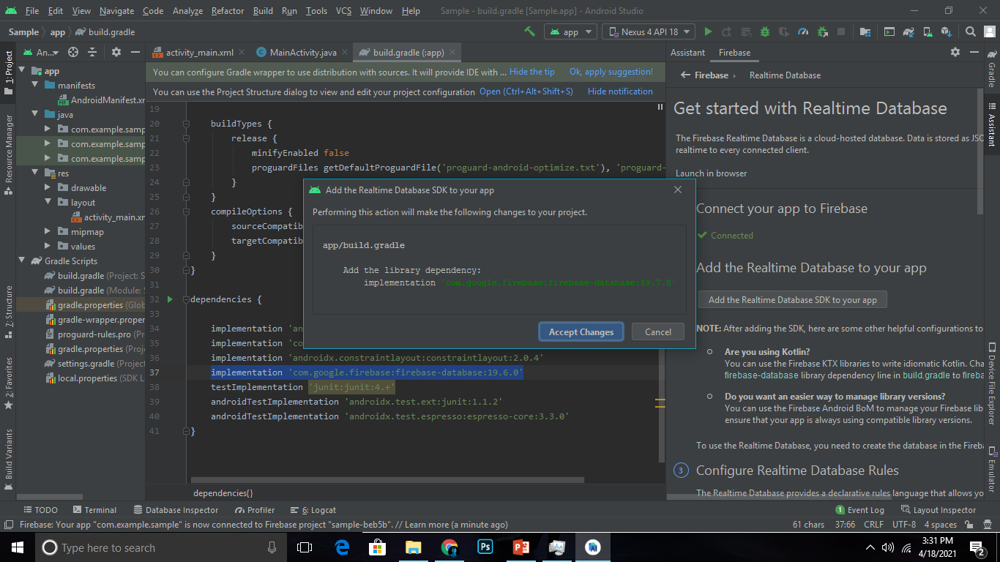 File Edit View Navigate Code Analyze Refactor Build Run Tools VCS Window Help Sample - build.gradle [Sample.app] - Android Studio
Sample app build.gradle
app Nexus 4 API 18
1: Project
Resource Manager
7: Structure
2: Favorites
Build Variants
An...
app
manifests
AndroidManifest.xm
java
com.example.samp
com.example.samp
com.example.samp
res
drawable
layout
activity_main.xm
mipmap
values
Gradle Scripts
build.gradle (Project: S
build.gradle (Module: S
gradle.properties (Glob
gradle-wrapper.proper
proguard-rules.pro (Pro
gradle.properties (Proje
settings.gradle (Project
local.properties (SDK L
activity_main.xml MainActivity.java build.gradle (:app)
You can configure Gradle wrapper to use distribution with sources. It will provide IDE with ... Hide the tip Ok, apply suggestion!
You can use the Project Structure dialog to view and edit your project configuration Open (Ctrl+Alt+Shift+S) Hide notification
19
20 buildTypes {
21 release {
22 minifyEnabled false
23 proguardFiles getDefaultProguardFile('proguard-android-optimize.txt'), 'proguard-
24 }
25 }
26 compileOptions {
27 sourceCompatib
28 targetCompatib
29 }
30 }
31
32 dependencies {
33
34 implementation 'an
35 implementation 'co
36 implementation 'androidx.constraintlayout:constraintlayout:2.0.4'
37 implementation 'com.google.firebase:firebase-database:19.6.0'
38 testImplementation 'junit:junit:4.+'
39 androidTestImplementation 'androidx.test.ext:junit:1.1.2'
40 androidTestImplementation 'androidx.test.espresso:espresso-core:3.3.0'
41 }
dependencies{}
Add the Realtime Database SDK to your app
Performing this action will make the following changes to your project.
app/build.gradle
Add the library dependency:
implementation 'com.google.firebase:firebase-database:19.7.0'
Accept Changes Cancel
Assistant Firebase
Firebase › Realtime Database
Get started with Realtime Database
The Firebase Realtime Database is a cloud-hosted database. Data is stored as JSO
realtime to every connected client.
Launch in browser
Connect your app to Firebase
Connected
Add the Realtime Database to your app
Add the Realtime Database SDK to your app
NOTE: After adding the SDK, here are some other helpful configurations to
Are you using Kotlin?
You can use the Firebase KTX libraries to write idiomatic Kotlin. Cha
firebase-database library dependency line in build.gradle to fireba
Do you want an easier way to manage library versions?
You can use the Firebase Android BoM to manage your Firebase lib
ensure that your app is always using compatible library versions.
To use the Realtime Database, you need to create the database in the Fireba
3 Configure Realtime Database Rules
The Realtime Database provides a declarative rules language that allows yo
Gradle
Assistant
Device File Explorer
Emulator
TODO Terminal Database Inspector Profiler 6: Logcat 1 Event Log Layout Inspector
Firebase: Your app "com.example.sample" is now connected to Firebase project "sample-beb5b". // Learn more (a minute ago) 61 chars 37:66 CRLF UTF-8 4 spaces
Type here to search
Ps
3:31 PM
4/18/2021
2